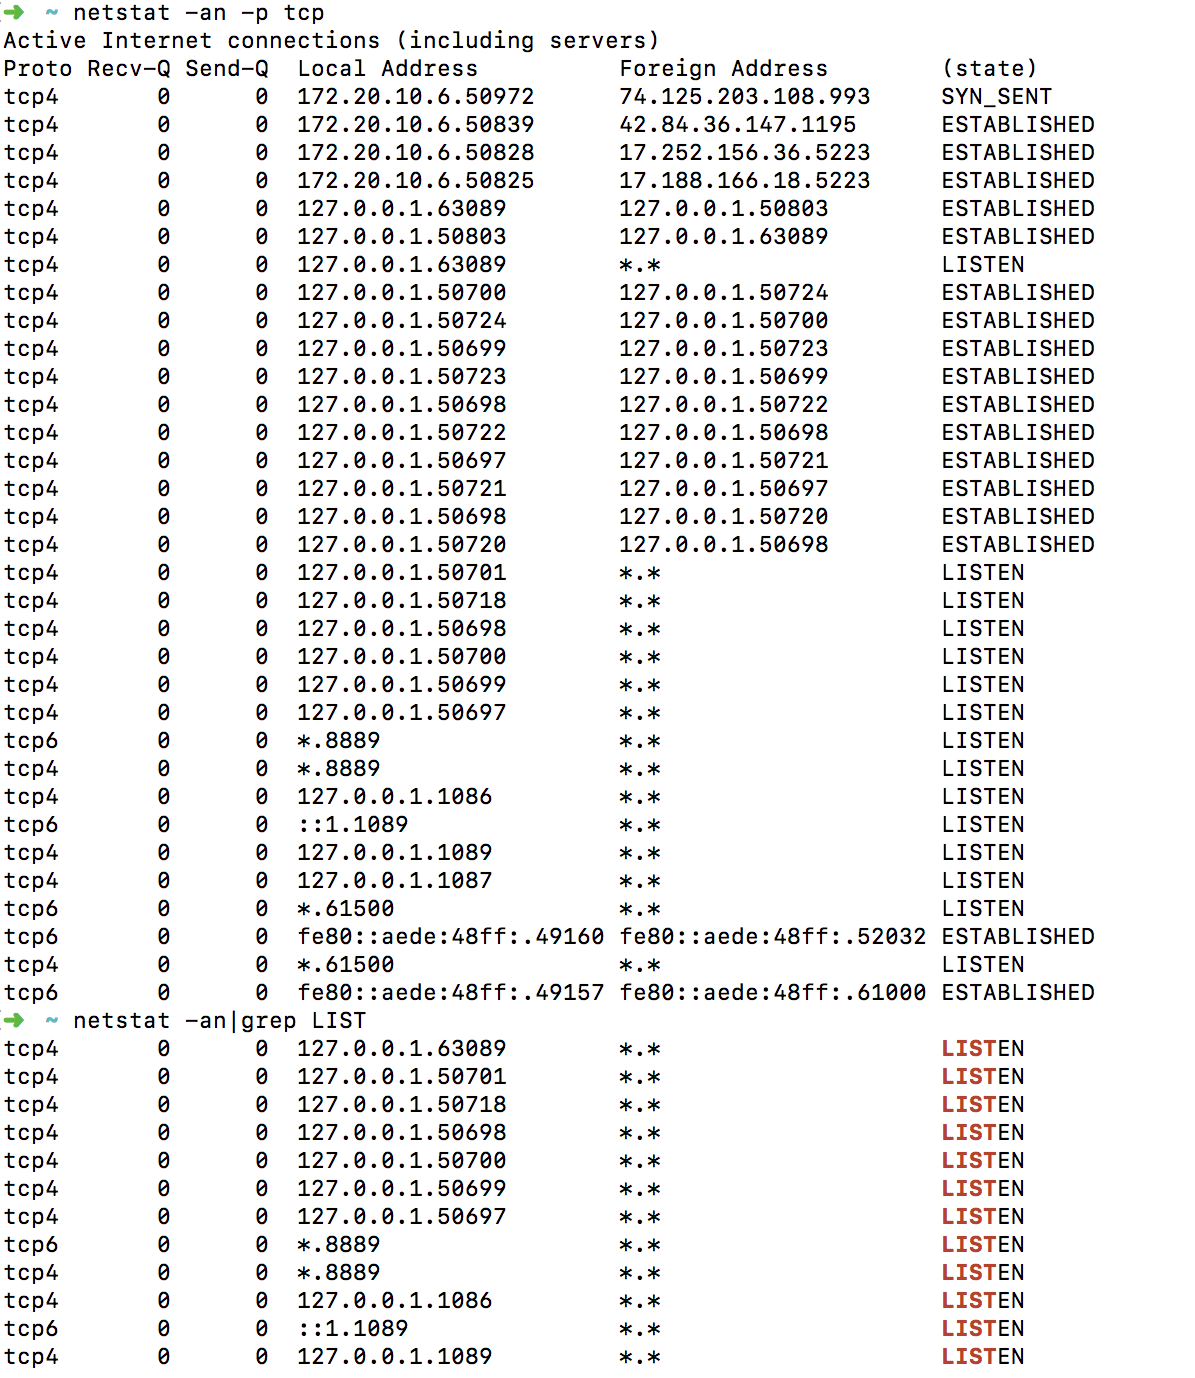 ➜  ~ netstat -an -p tcp
Active Internet connections (including servers)
Proto Recv-Q Send-Q  Local Address          Foreign Address        (state)
tcp4       0      0  172.20.10.6.50972      74.125.203.108.993     SYN_SENT
tcp4       0      0  172.20.10.6.50839      42.84.36.147.1195      ESTABLISHED
tcp4       0      0  172.20.10.6.50828      17.252.156.36.5223     ESTABLISHED
tcp4       0      0  172.20.10.6.50825      17.188.166.18.5223     ESTABLISHED
tcp4       0      0  127.0.0.1.63089        127.0.0.1.50803        ESTABLISHED
tcp4       0      0  127.0.0.1.50803        127.0.0.1.63089        ESTABLISHED
tcp4       0      0  127.0.0.1.63089        *.*                    LISTEN
tcp4       0      0  127.0.0.1.50700        127.0.0.1.50724        ESTABLISHED
tcp4       0      0  127.0.0.1.50724        127.0.0.1.50700        ESTABLISHED
tcp4       0      0  127.0.0.1.50699        127.0.0.1.50723        ESTABLISHED
tcp4       0      0  127.0.0.1.50723        127.0.0.1.50699        ESTABLISHED
tcp4       0      0  127.0.0.1.50698        127.0.0.1.50722        ESTABLISHED
tcp4       0      0  127.0.0.1.50722        127.0.0.1.50698        ESTABLISHED
tcp4       0      0  127.0.0.1.50697        127.0.0.1.50721        ESTABLISHED
tcp4       0      0  127.0.0.1.50721        127.0.0.1.50697        ESTABLISHED
tcp4       0      0  127.0.0.1.50698        127.0.0.1.50720        ESTABLISHED
tcp4       0      0  127.0.0.1.50720        127.0.0.1.50698        ESTABLISHED
tcp4       0      0  127.0.0.1.50701        *.*                    LISTEN
tcp4       0      0  127.0.0.1.50718        *.*                    LISTEN
tcp4       0      0  127.0.0.1.50698        *.*                    LISTEN
tcp4       0      0  127.0.0.1.50700        *.*                    LISTEN
tcp4       0      0  127.0.0.1.50699        *.*                    LISTEN
tcp4       0      0  127.0.0.1.50697        *.*                    LISTEN
tcp6       0      0  *.8889                 *.*                    LISTEN
tcp4       0      0  *.8889                 *.*                    LISTEN
tcp4       0      0  127.0.0.1.1086         *.*                    LISTEN
tcp6       0      0  ::1.1089               *.*                    LISTEN
tcp4       0      0  127.0.0.1.1089         *.*                    LISTEN
tcp4       0      0  127.0.0.1.1087         *.*                    LISTEN
tcp6       0      0  *.61500                *.*                    LISTEN
tcp6       0      0  fe80::aede:48ff:.49160 fe80::aede:48ff:.52032 ESTABLISHED
tcp4       0      0  *.61500                *.*                    LISTEN
tcp6       0      0  fe80::aede:48ff:.49157 fe80::aede:48ff:.61000 ESTABLISHED
➜  ~ netstat -an|grep LIST
tcp4       0      0  127.0.0.1.63089        *.*                    LISTEN
tcp4       0      0  127.0.0.1.50701        *.*                    LISTEN
tcp4       0      0  127.0.0.1.50718        *.*                    LISTEN
tcp4       0      0  127.0.0.1.50698        *.*                    LISTEN
tcp4       0      0  127.0.0.1.50700        *.*                    LISTEN
tcp4       0      0  127.0.0.1.50699        *.*                    LISTEN
tcp4       0      0  127.0.0.1.50697        *.*                    LISTEN
tcp6       0      0  *.8889                 *.*                    LISTEN
tcp4       0      0  *.8889                 *.*                    LISTEN
tcp4       0      0  127.0.0.1.1086         *.*                    LISTEN
tcp6       0      0  ::1.1089               *.*                    LISTEN
tcp4       0      0  127.0.0.1.1089         *.*                    LISTEN